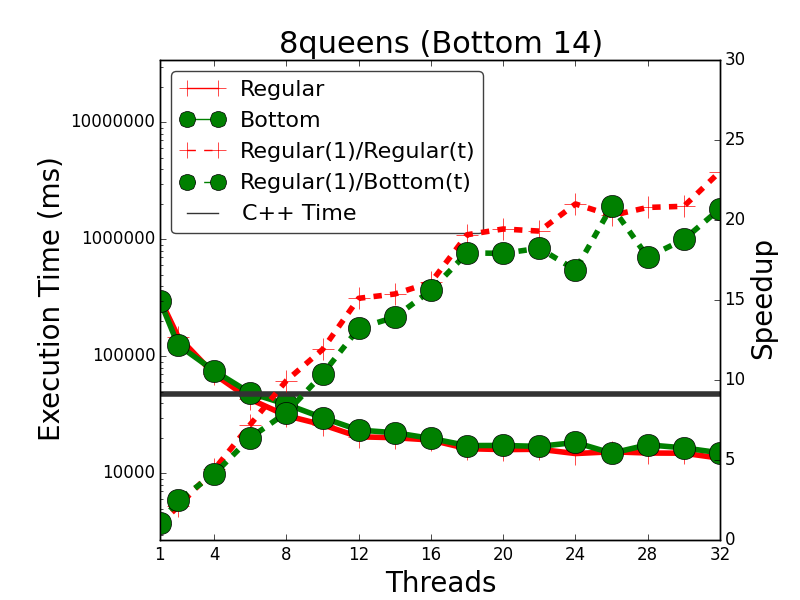 8queens (Bottom 14)
Regular
Bottom
Regular(1)/Regular(t)
Regular(1)/Bottom(t)
C++ Time
Execution Time (ms)
10000000
1000000
100000
10000
30
25
20
15
10
5
0
Speedup
1 4 8 12 16 20 24 28 32
Threads